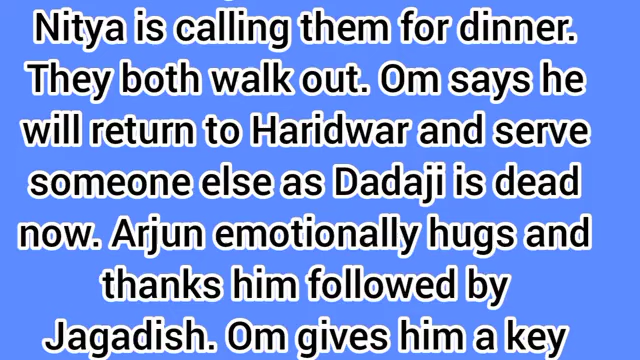 Nitya is calling them for dinner.
They both walk out. Om says he
will return to Haridwar and serve
someone else as Dadaji is dead
now. Arjun emotionally hugs and
thanks him followed by
Jagadish. Om gives him a key